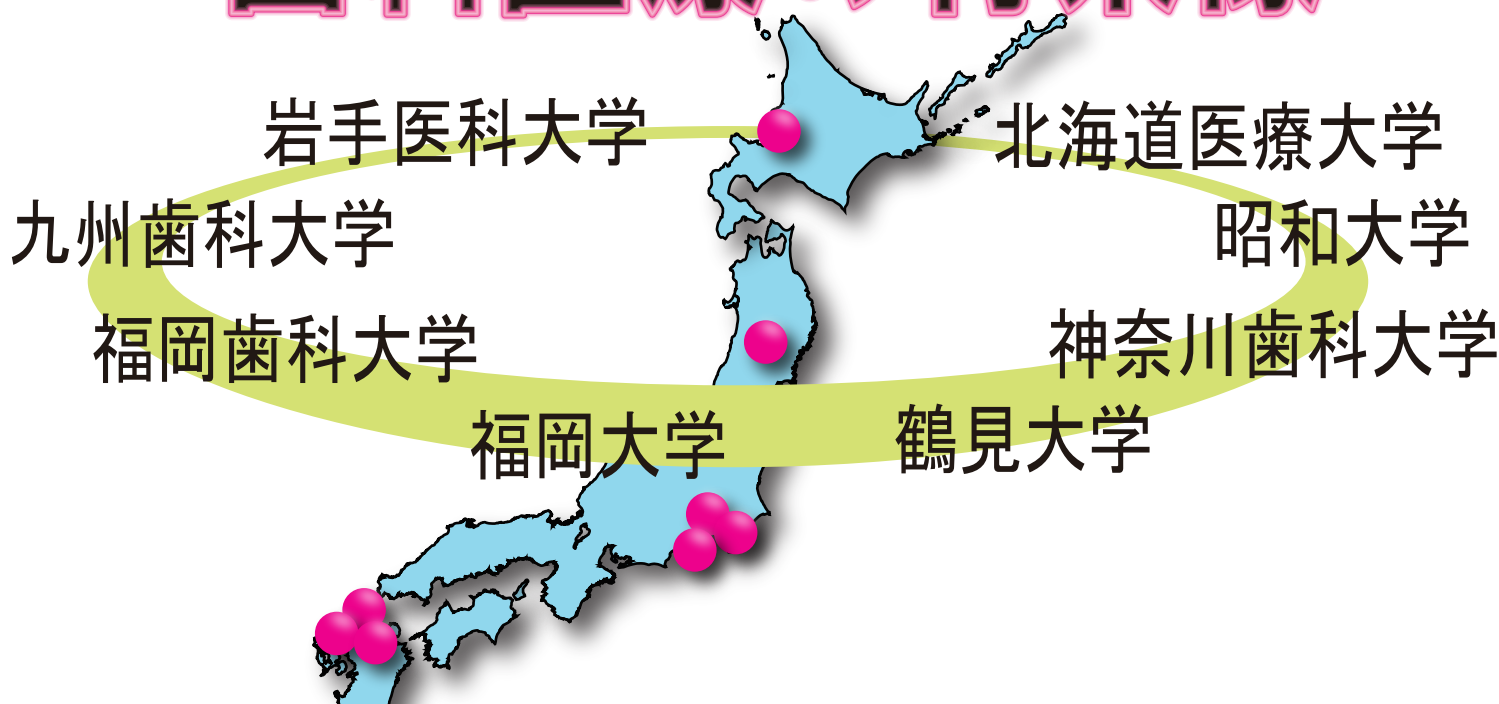 岩手医科大学
北海道医療大学
九州歯科大学
昭和大学
福岡歯科大学
神奈川歯科大学
福岡大学
鶴見大学